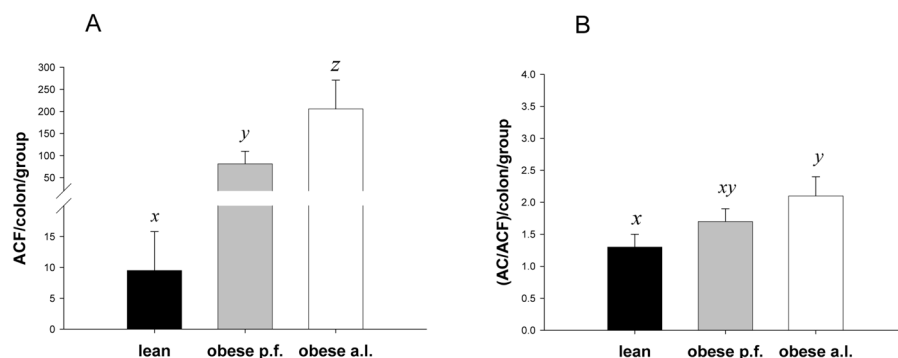 A
ACF/colon/group
300
250
200
150
100
50
15
10
5
0
x
y
z
lean
obese p.f.
obese a.l.
B
(AC/ACF)/colon/group
4.0
3.5
3.0
2.5
2.0
1.5
1.0
0.5
0.0
x
xy
y
lean
obese p.f.
obese a.l.